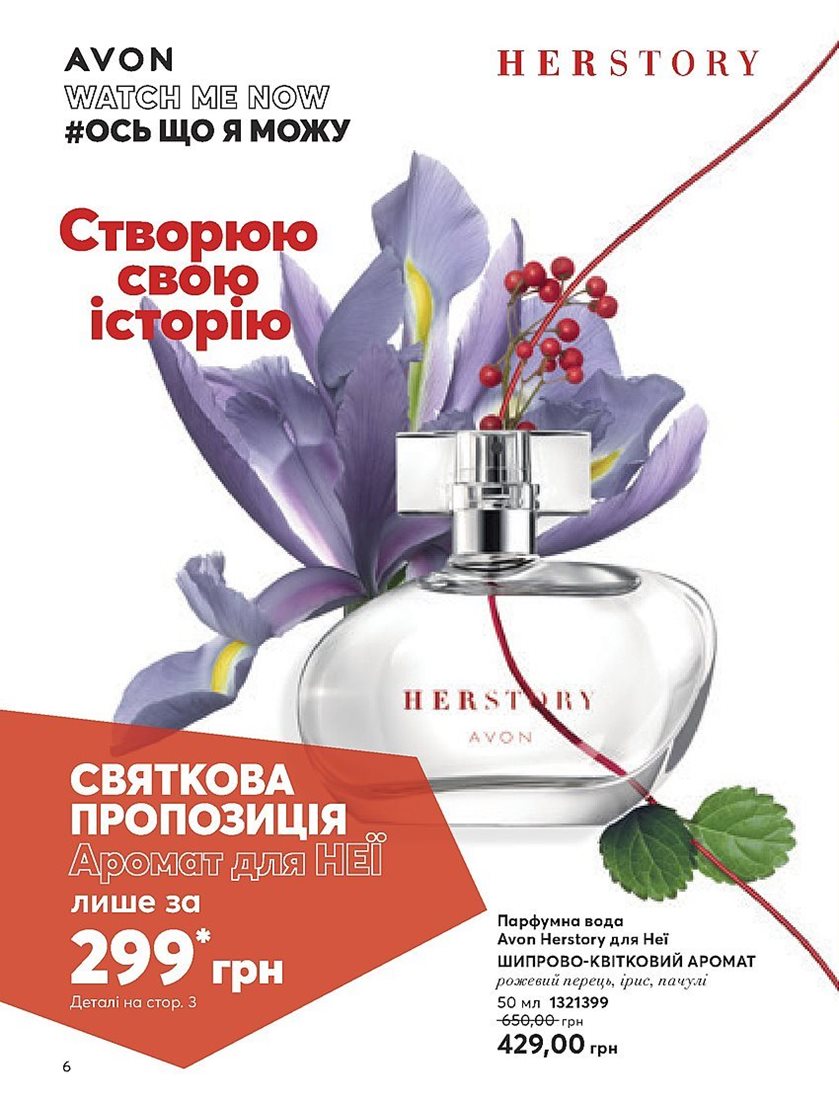 AVON
WATCH ME NOW
#ОСЬ ЩО Я МОЖУ
HERSTORY
Створюю
свою
історію
HERSTORY
AVON
СВЯТКОВА
ПРОПОЗИЦІЯ
Аромат для НЕЇ
лише за
299* грн
Деталі на стор. 3
Парфумна вода
Avon Herstory для Неї
ШИПРОВО-КВІТКОВИЙ АРОМАТ
рожевий перець, ірис, пачулі
50 мл 1321399
650,00 грн
429,00 грн
6